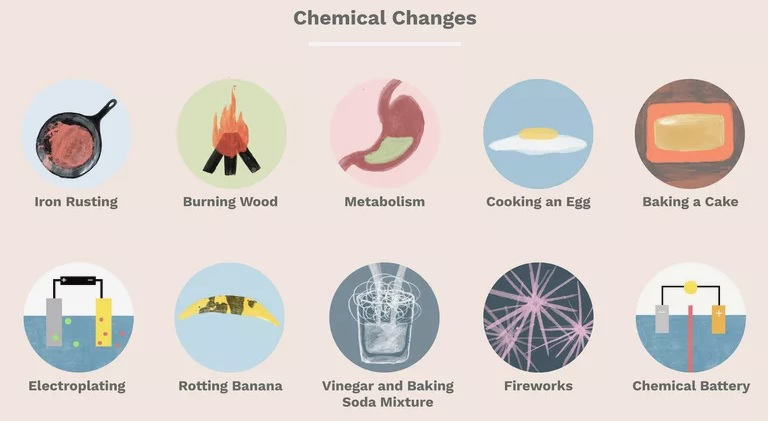 Chemical Changes
Iron Rusting
Burning Wood
Metabolism
Cooking an Egg
Baking a Cake
Electroplating
Rotting Banana
Vinegar and Baking
Soda Mixture
Fireworks
Chemical Battery